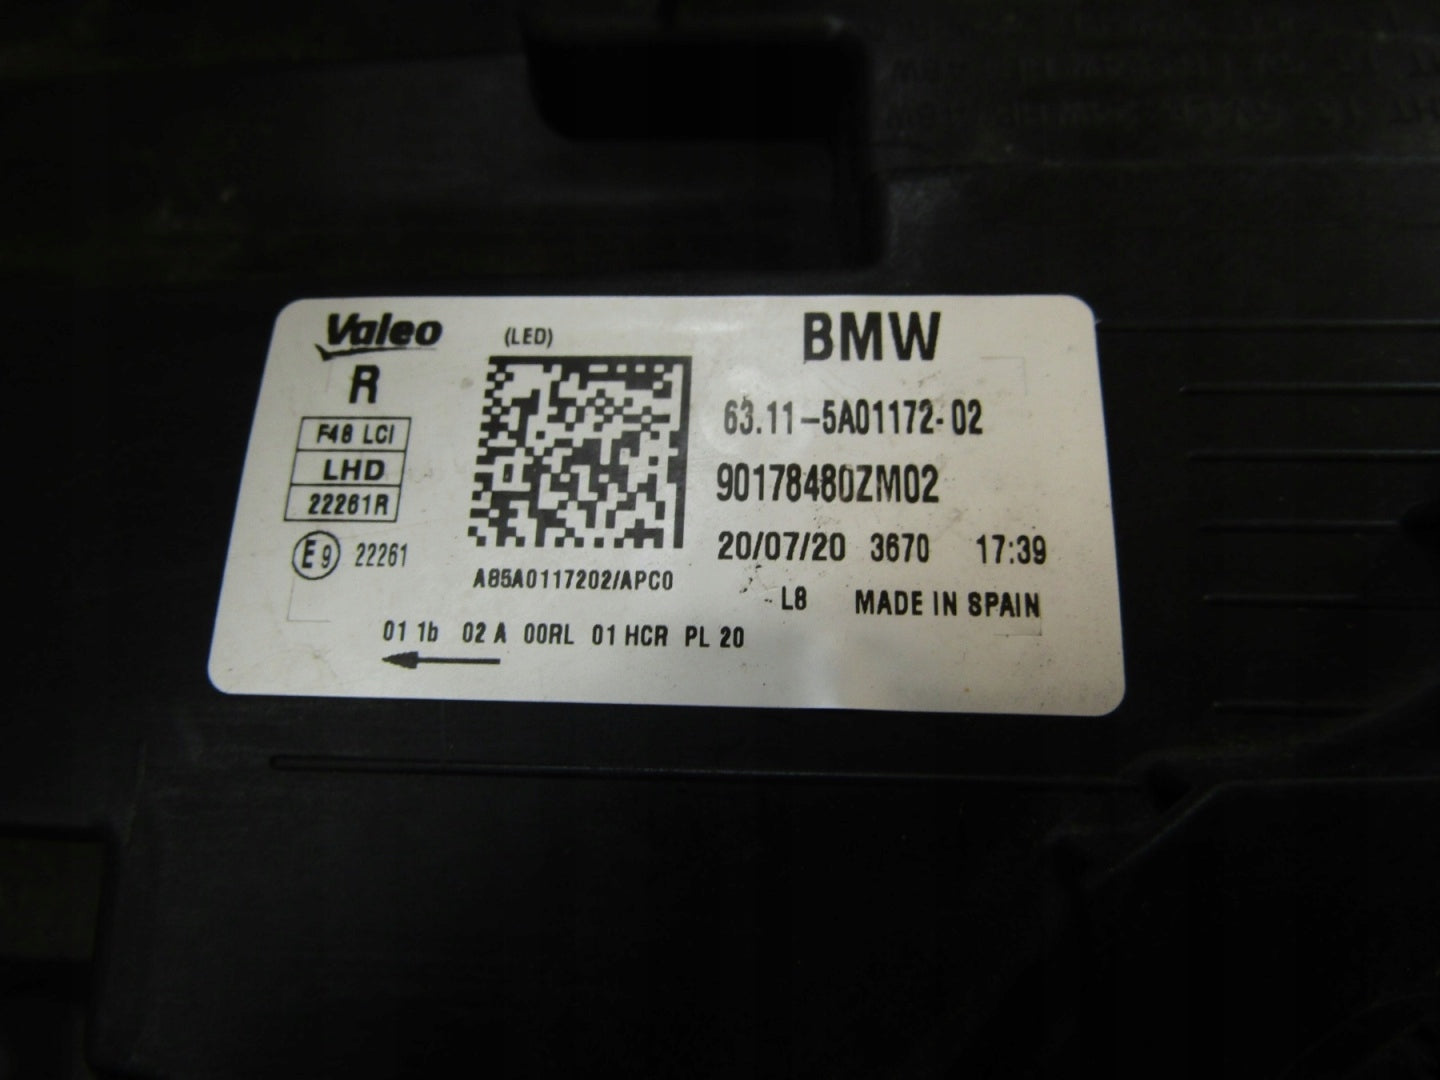 Valeo
(LED)
BMW
R
F48 LCI
LHD
22261R
E9 22261
63.11-5A01172-02
90178480ZM02
20/07/20 3670 17:39
A85A0117202/APC0
L8 MADE IN SPAIN
01 1b 02 A 00RL 01 HCR PL 20